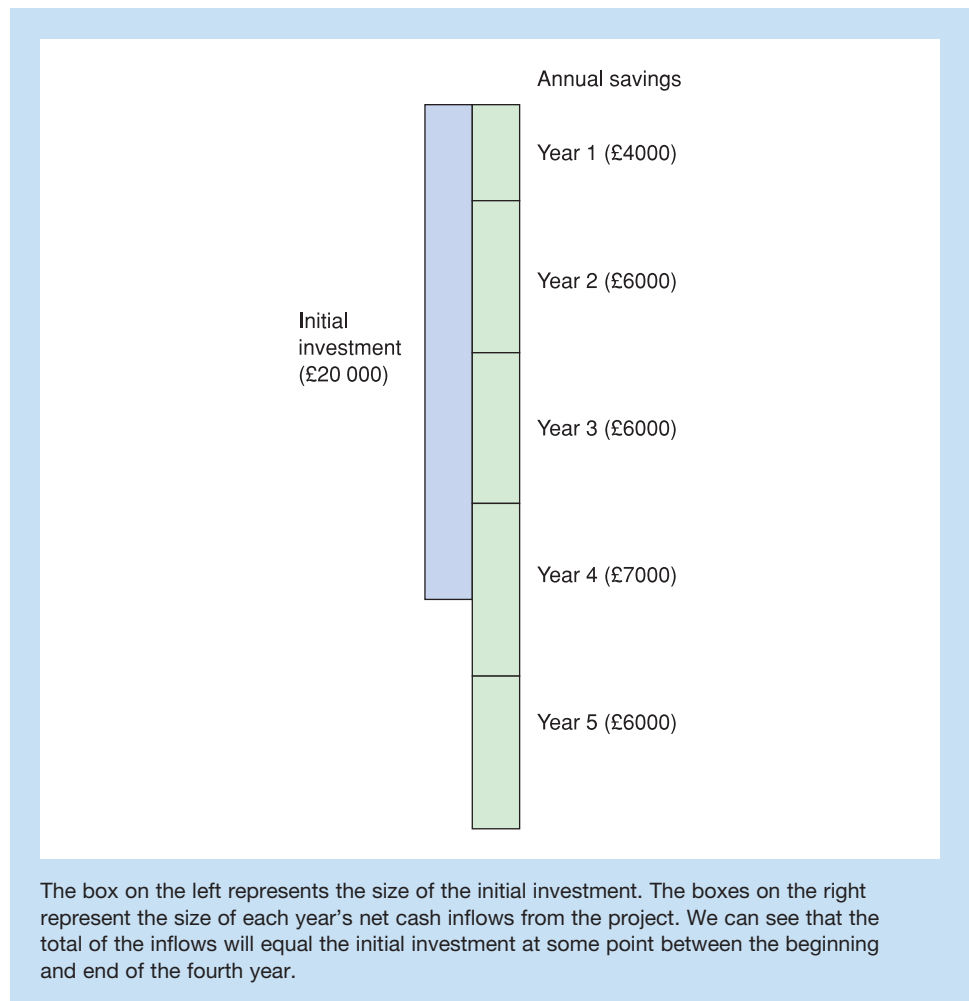 Annual savings
Year 1 (£4000)
Year 2 (£6000)
Initial
investment
(£20 000)
Year 3 (£6000)
Year 4 (£7000)
Year 5 (£6000)
The box on the left represents the size of the initial investment. The boxes on the right
represent the size of each year’s net cash inflows from the project. We can see that the
total of the inflows will equal the initial investment at some point between the beginning
and end of the fourth year.